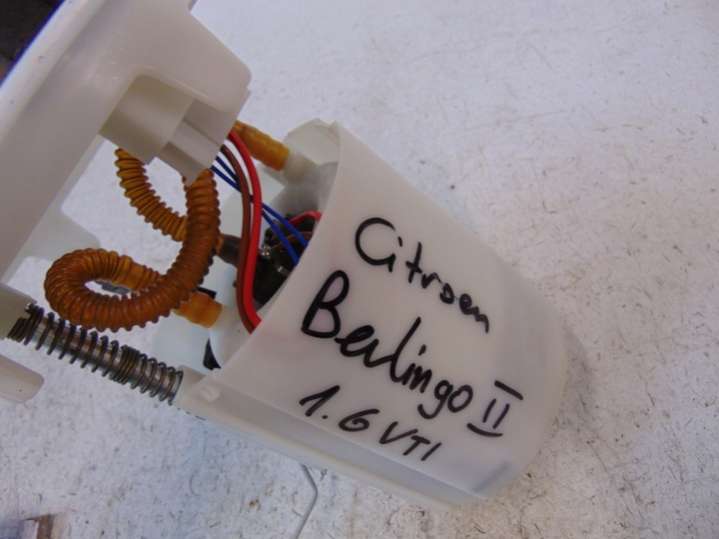 Citroen
Berlingo II
1.6 VTI